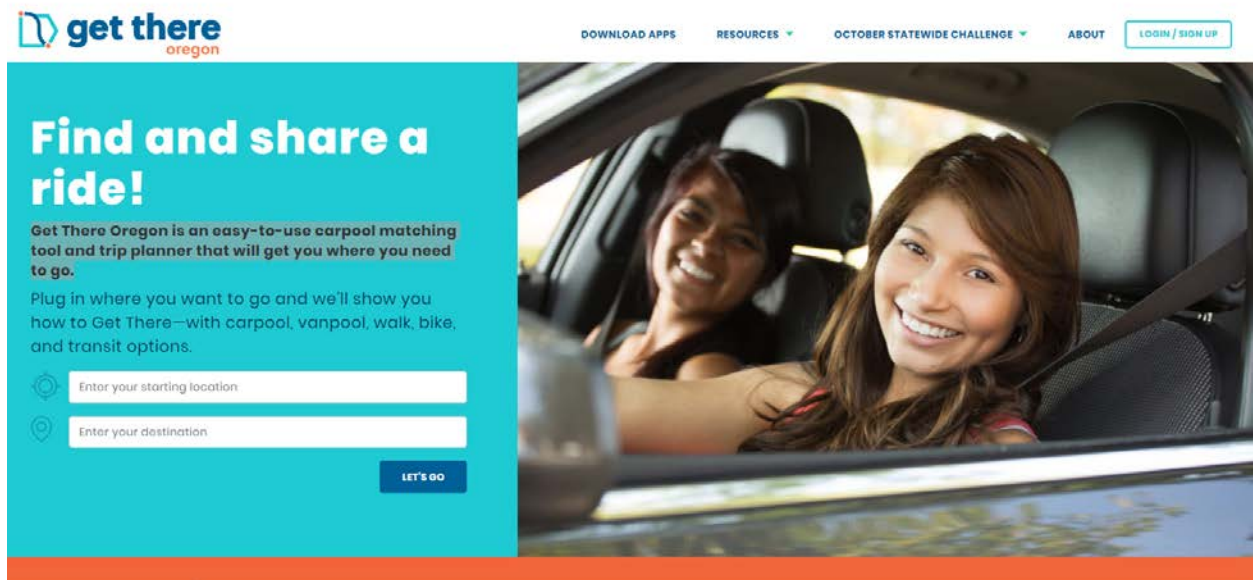 get there
oregon
DOWNLOAD APPS
RESOURCES
OCTOBER STATEWIDE CHALLENGE
ABOUT
LOGIN / SIGN UP
Find and share a
ride!
Get There Oregon is an easy-to-use carpool matching
tool and trip planner that will get you where you need
to go.
Plug in where you want to go and we'll show you
how to Get There—with carpool, vanpool, walk, bike,
and transit options.
Enter your starting location
Enter your destination
LET'S GO